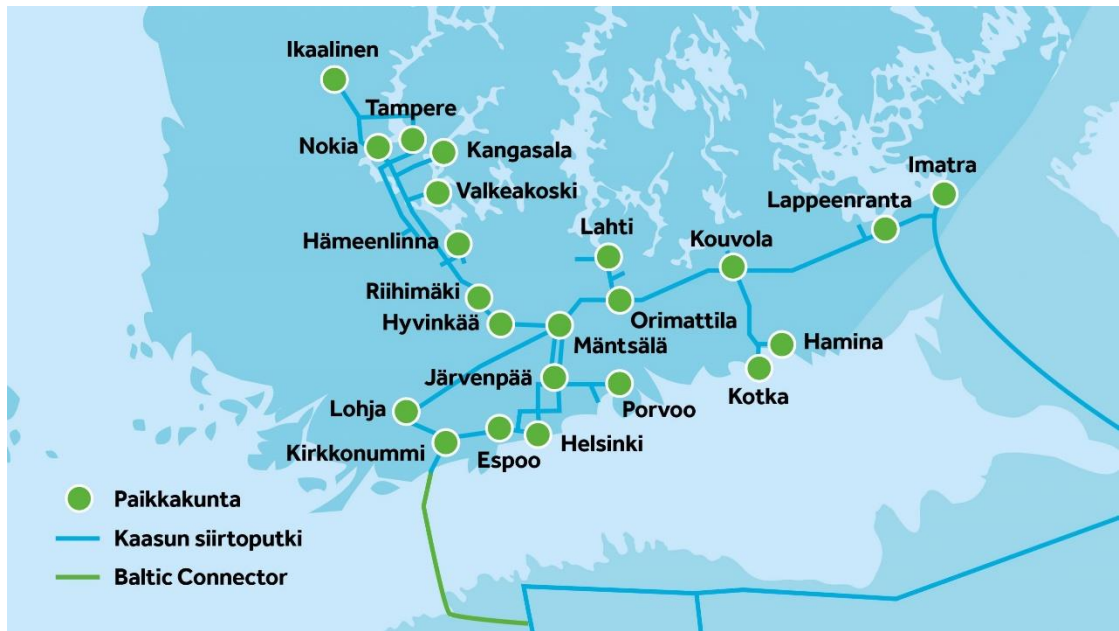 Ikaalinen
Tampere
Nokia
Kangasala
Imatra
Valkeakoski
Lappeenranta
Lahti
Kouvola
Hämeenlinna
Riihimäki
Hyvinkää
Orimattila
Mäntsälä
Hamina
Järvenpää
Kotka
Porvoo
Lohja
Helsinki
Kirkkonummi
Espoo
Paikkakunta
Kaasun siirtoputki
Baltic Connector